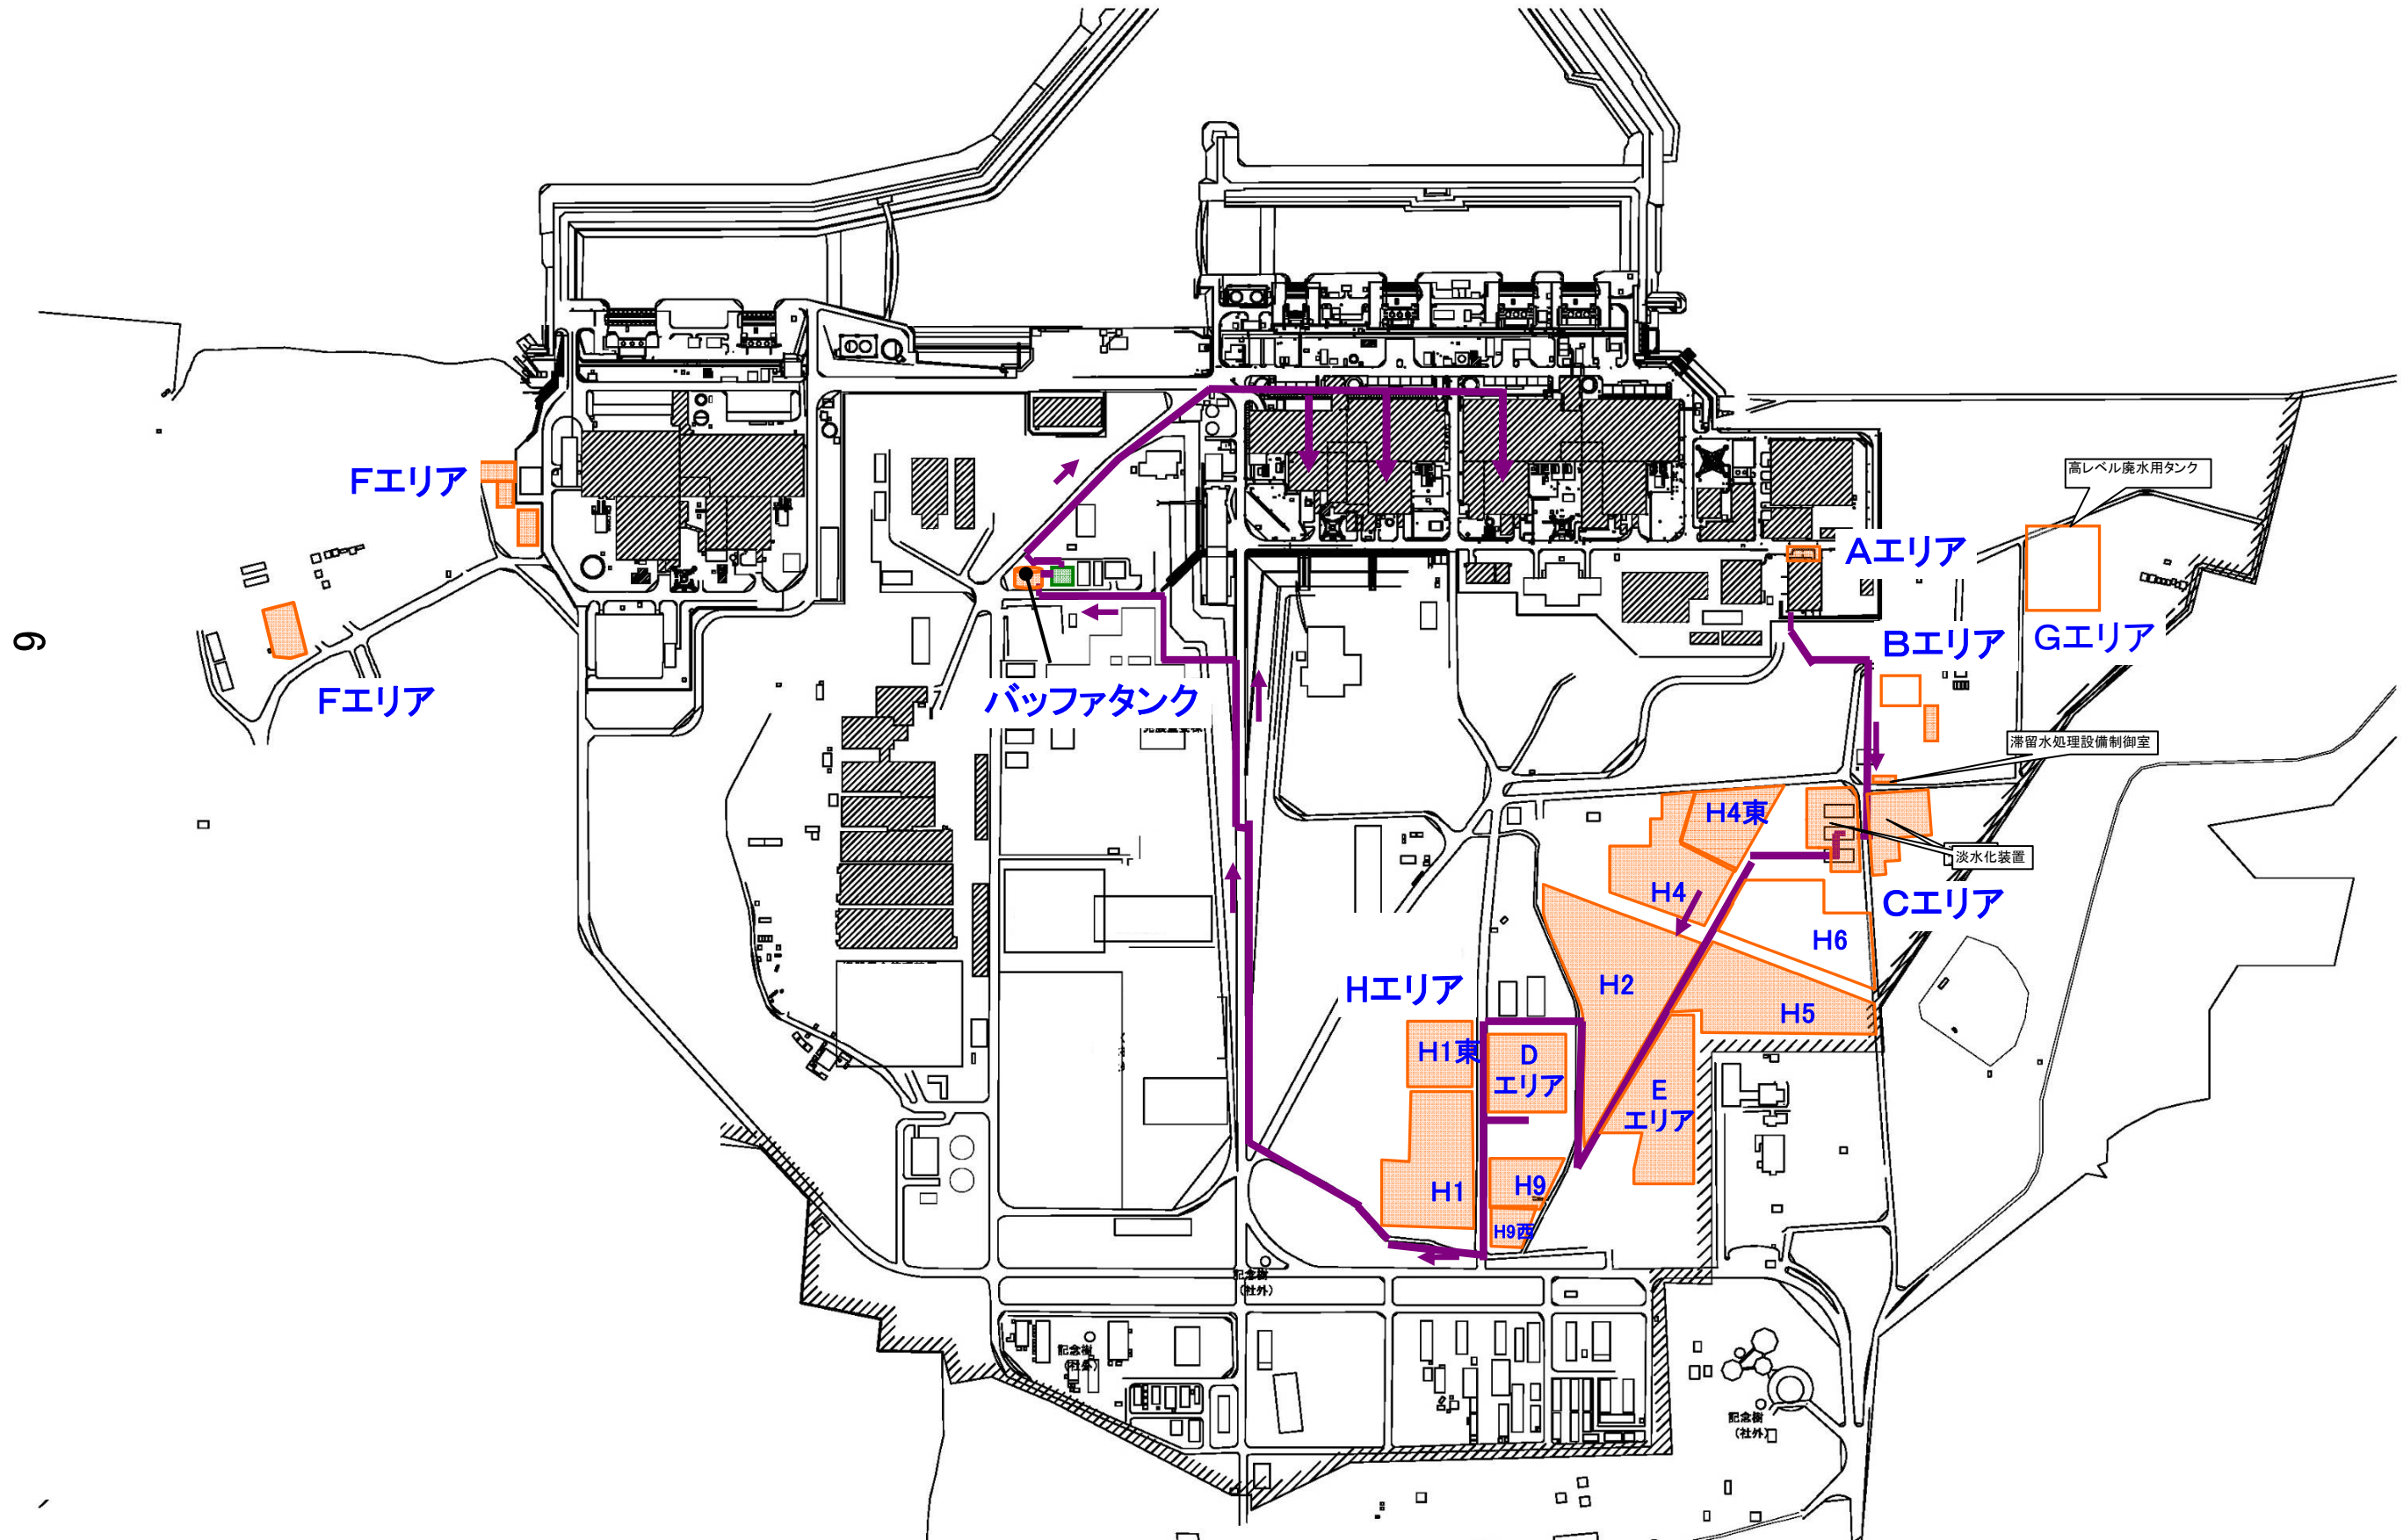 高レベル廃水用タンク
Fエリア
Aエリア
Bエリア
Gエリア
Fエリア
バッファタンク
滞留水処理設備制御室
H4東
淡水化装置
H4
Cエリア
H6
H2
Hエリア
H5
H1東
D
エリア
E
エリア
H1
H9
H9西
記念樹
(社外)
記念樹
(社外)
記念樹
(社外)
9